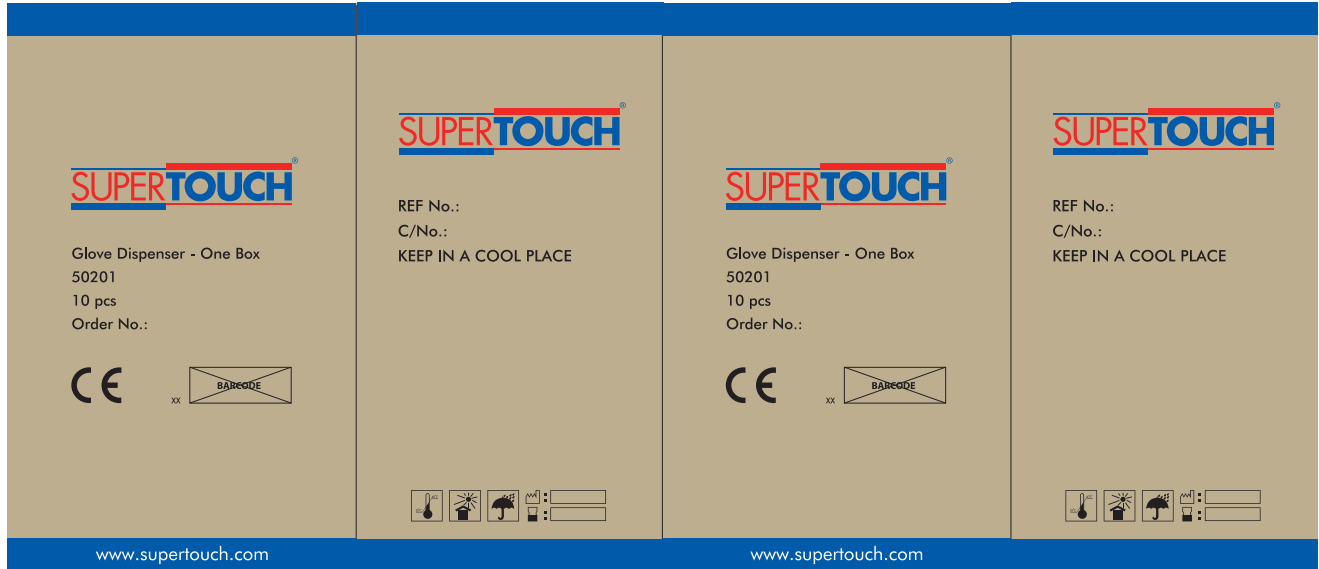 SUPERTOUCH®
Glove Dispenser - One Box
50201
10 pcs
Order No.:
CE
xx BARCODE
www.supertouch.com
SUPERTOUCH®
REF No.:
C/No.:
KEEP IN A COOL PLACE
:
:
SUPERTOUCH®
Glove Dispenser - One Box
50201
10 pcs
Order No.:
CE
xx BARCODE
www.supertouch.com
SUPERTOUCH®
REF No.:
C/No.:
KEEP IN A COOL PLACE
:
: